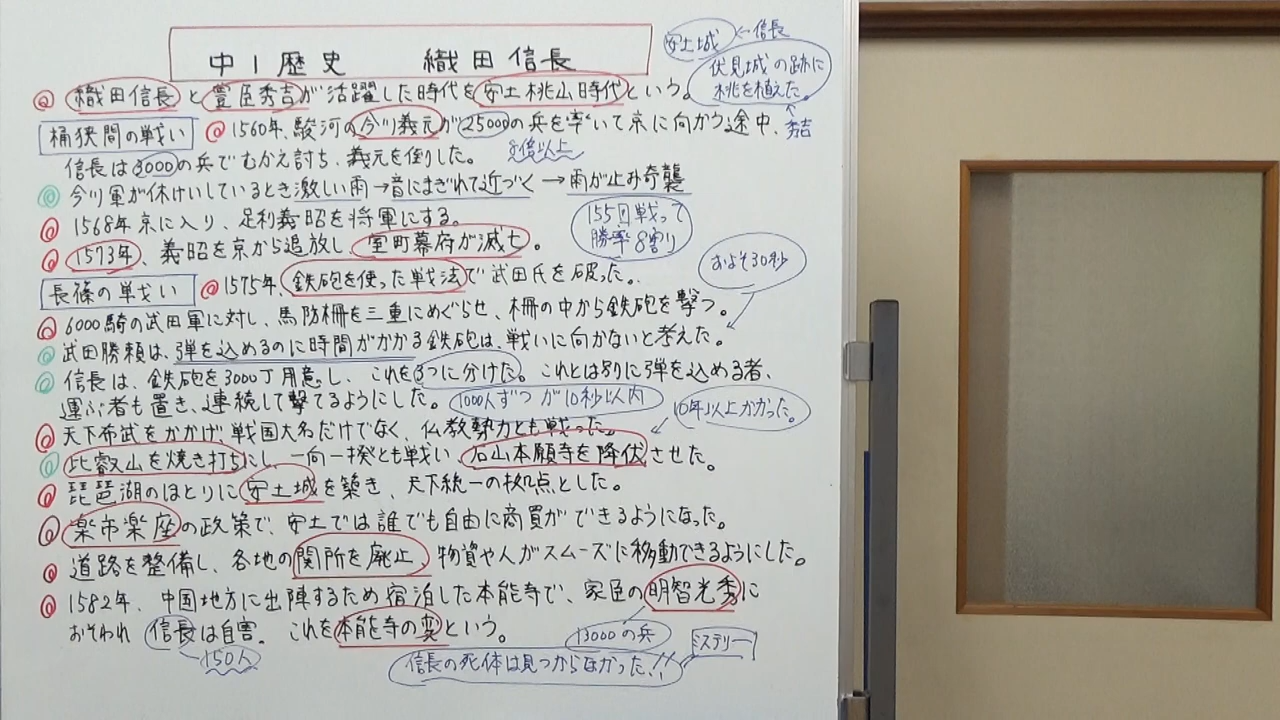 中1歴史 織田信長
安土城 ← 信長
伏見城の跡に
桃を植えた。
秀吉
織田信長と豊臣秀吉が活躍した時代を安土桃山時代という。
桶狭間の戦い 1560年、駿河の今川義元が25000の兵を率いて京に向かう途中、
信長は3000の兵でむかえ討ち、義元を倒した。 8倍以上
今川軍が休けいしているとき激しい雨→音にまぎれて近づく→雨が止み奇襲
1568年京に入り、足利義昭を将軍にする。
155回戦って
勝率8割り
1573年、義昭を京から追放し、室町幕府が滅亡。
およそ30秒
長篠の戦い 1575年、鉄砲を使った戦法で武田氏を破った。
6000騎の武田軍に対し、馬防柵を三重にめぐらせ、柵の中から鉄砲を撃つ。
武田勝頼は、弾を込めるのに時間がかかる鉄砲は、戦いに向かないと考えた。
信長は、鉄砲を3000丁用意し、これを3つに分けた。これとは別に弾を込める者、
運ぶ者も置き、連続して撃てるようにした。 1000人ずつが10秒以内
10年以上かかった。
天下布武をかかげ、戦国大名だけでなく、仏教勢力とも戦った。
比叡山を焼き打ちにし、一向一揆とも戦い、石山本願寺を降伏させた。
琵琶湖のほとりに安土城を築き、天下統一の拠点とした。
楽市楽座の政策で、安土では誰でも自由に商買ができるようになった。
道路を整備し、各地の関所を廃止、物資や人がスムーズに移動できるようにした。
1582年、中国地方に出陣するため宿泊した本能寺で、家臣の明智光秀に
おそわれ信長は自害。これを本能寺の変という。
13000の兵
ミステリー
150人
信長の死体は見つからなかった!!